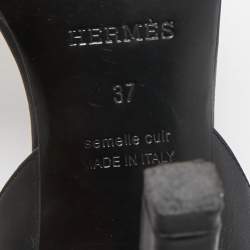 HERMÈS
37
semelle cuir
MADE IN ITALY